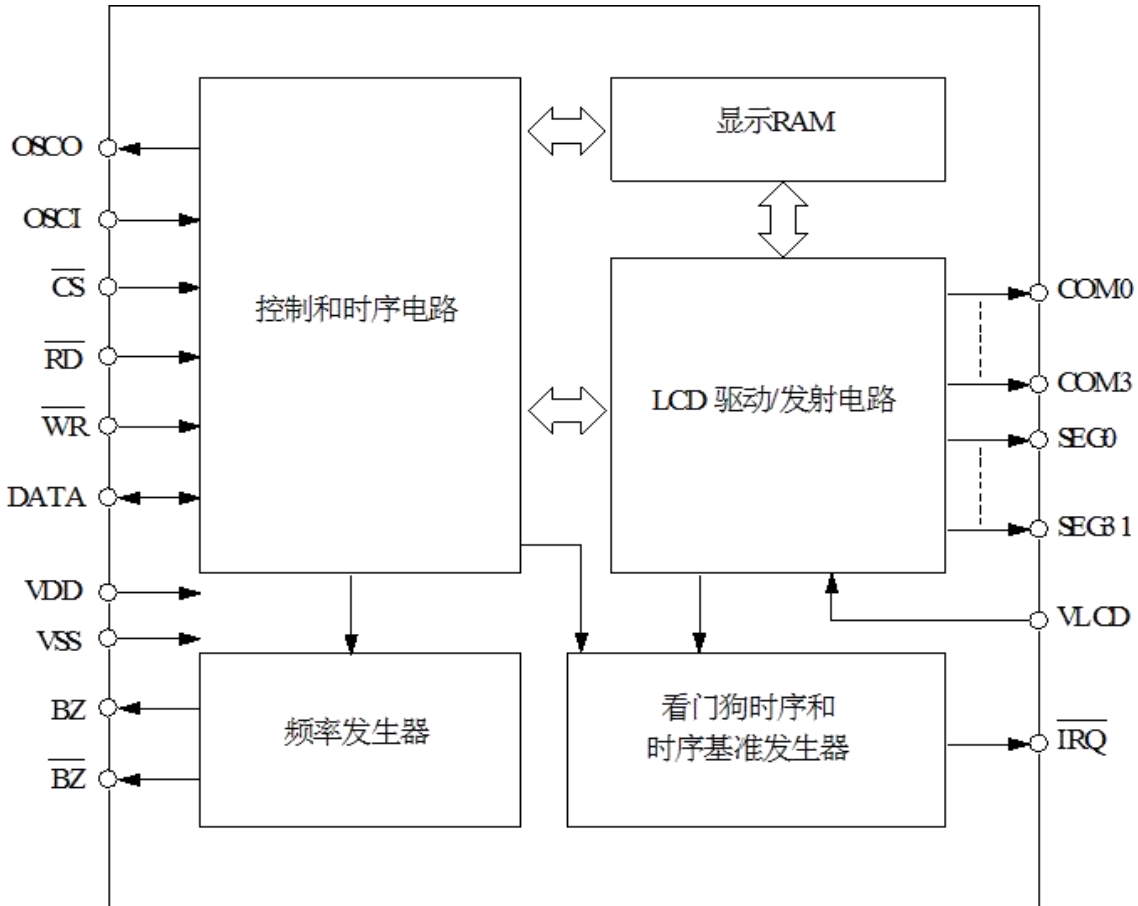 显示RAM
OSCO
OSCI
CS
控制和时序电路
COM0
RD
COM3
LCD 驱动/发射电路
WR
SEG0
DATA
SEG31
VDD
VLCD
VSS
BZ
频率发生器
看门狗时序和
时序基准发生器
IRQ
BZ